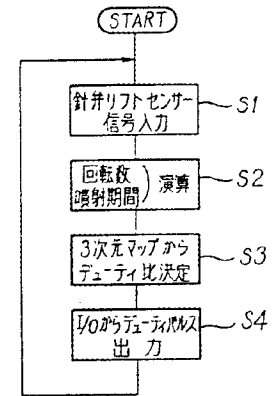 START
針弁リフトセンサー
信号入力
S1
回転数
噴射期間)演算
S2
3次元マップから
デューティ比決定
S3
I/Oからデューティパルス
出力
S4